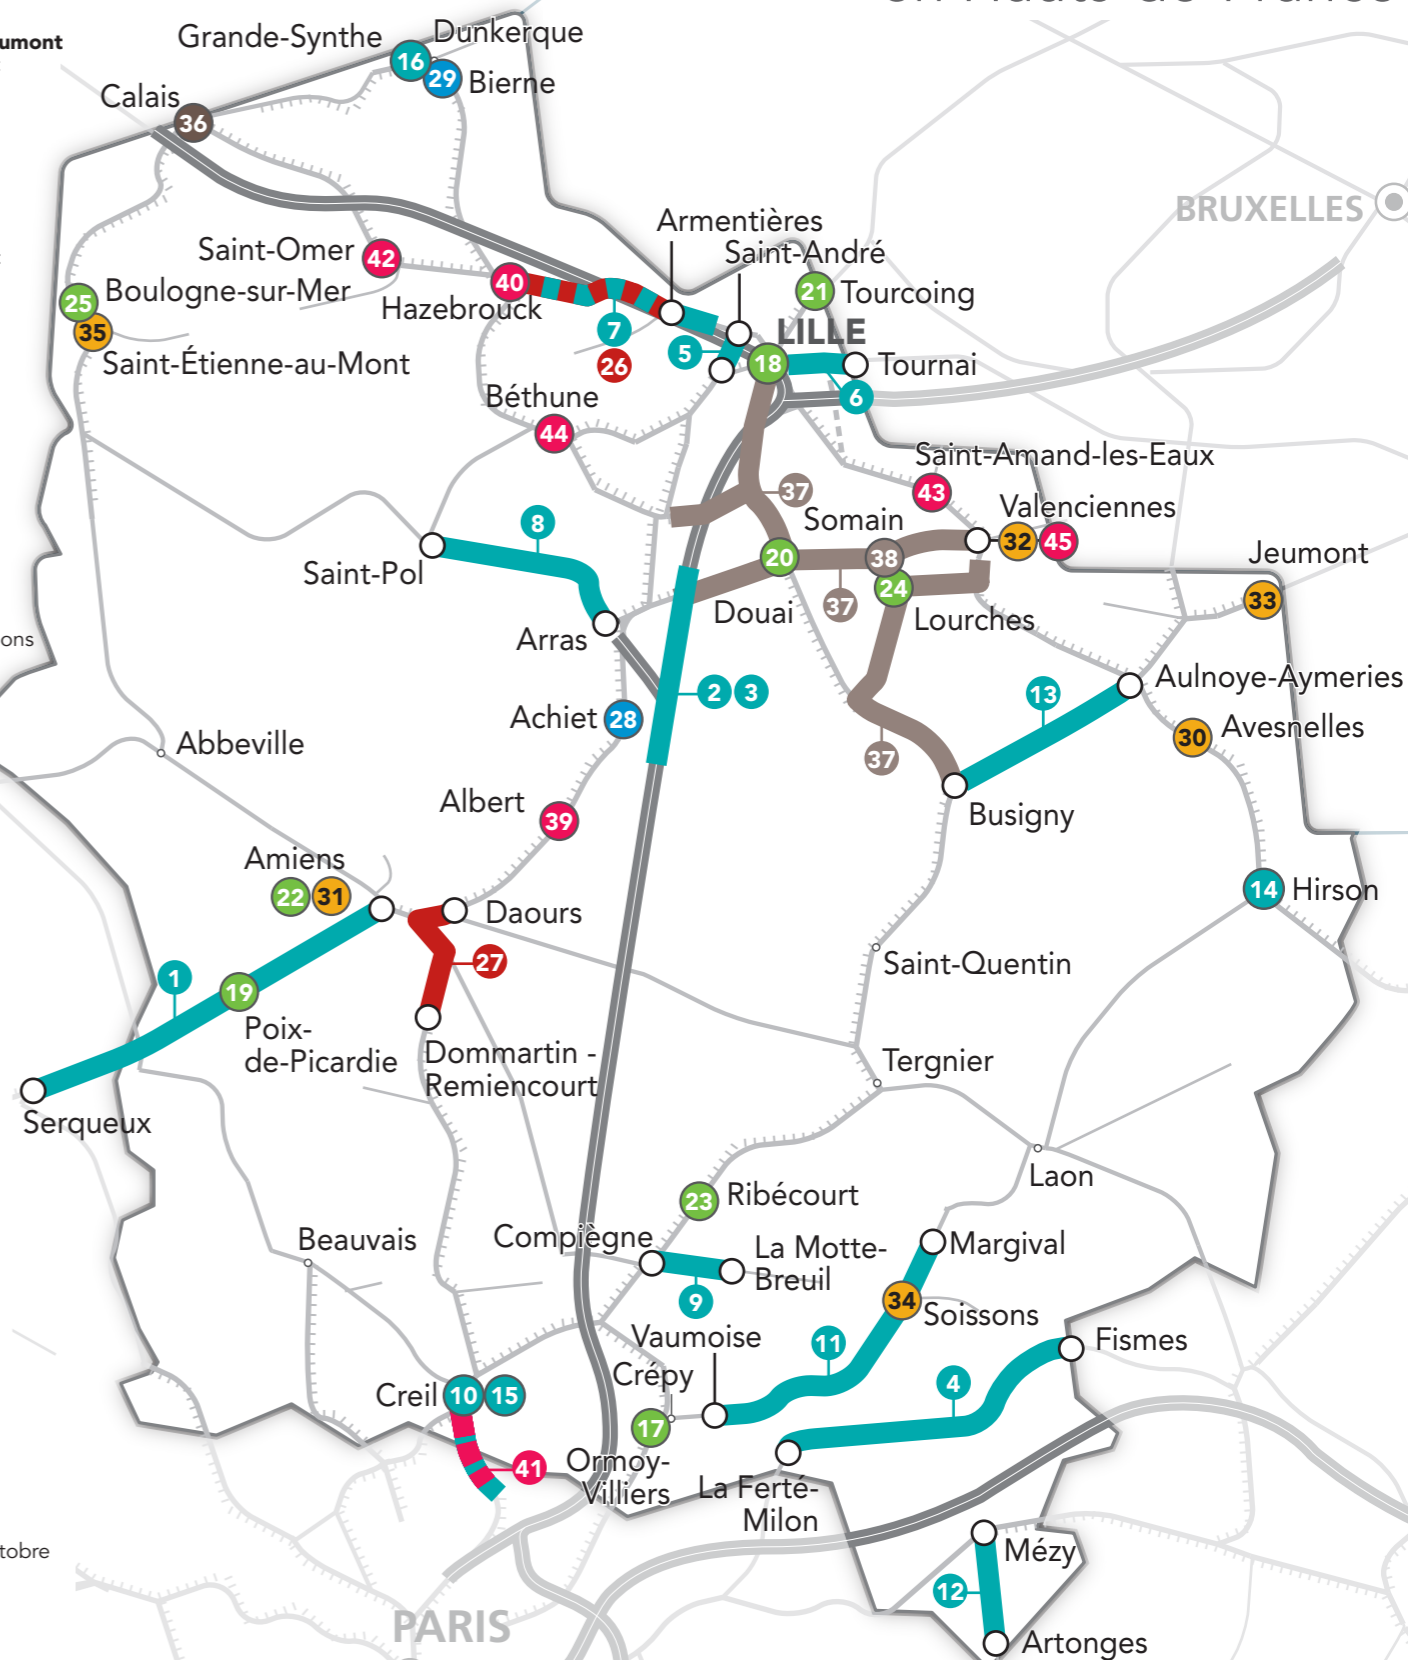 umont
Grande-Synthe
Dunkerque
16
29
Bierne
Calais
36
BRUXELLES
Armentières
Saint-André
Saint-Omer
42
40
Hazebrouck
21
Tourcoing
25
Boulogne-sur-Mer
35
Saint-Étienne-au-Mont
7
26
5
LILLE
18
Tournai
6
Béthune
44
Saint-Amand-les-Eaux
43
37
Valenciennes
32
45
8
Somain
38
20
24
37
Jeumont
33
Saint-Pol
Douai
Lourches
Arras
ons
2
3
13
Aulnoye-Aymeries
Achiet
28
30
Avesnelles
Abbeville
37
Albert
39
Busigny
Amiens
22
31
14
Hirson
Daours
27
1
19
Saint-Quentin
Poix-
de-Picardie
Dommartin -
Remiencourt
Tergnier
Serqueux
Laon
23
Ribécourt
Beauvais
Compiègne
La Motte-
Breuil
9
Margival
34
Soissons
Vaumoise
11
Fismes
Crépy
4
Creil
10
15
17
41
Ormoy-
Villiers
La Ferté-
Milon
tobre
Mézy
12
PARIS
Artonges